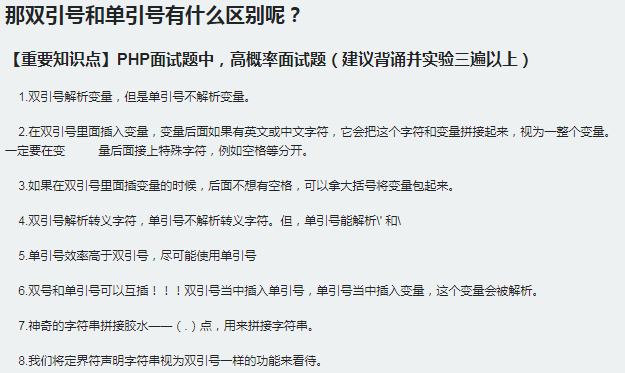 那双引号和单引号有什么区别呢？
【重要知识点】PHP面试题中，高概率面试题（建议背诵并实验三遍以上）
1.双引号解析变量，但是单引号不解析变量。
2.在双引号里面插入变量，变量后面如果有英文或中文字符，它会把这个字符和变量拼接起来，视为一整个变量。
一定要在变 量后面接上特殊字符，例如空格等分开。
3.如果在双引号里面插变量的时候，后面不想有空格，可以拿大括号将变量包起来。
4.双引号解析转义字符，单引号不解析转义字符。但，单引号能解析\' 和\
5.单引号效率高于双引号，尽可能使用单引号
6.双号和单引号可以互插！！！双引号当中插入单引号，单引号当中插入变量，这个变量会被解析。
7.神奇的字符串拼接胶水——（.）点，用来拼接字符串。
8.我们将定界符声明字符串视为双引号一样的功能来看待。